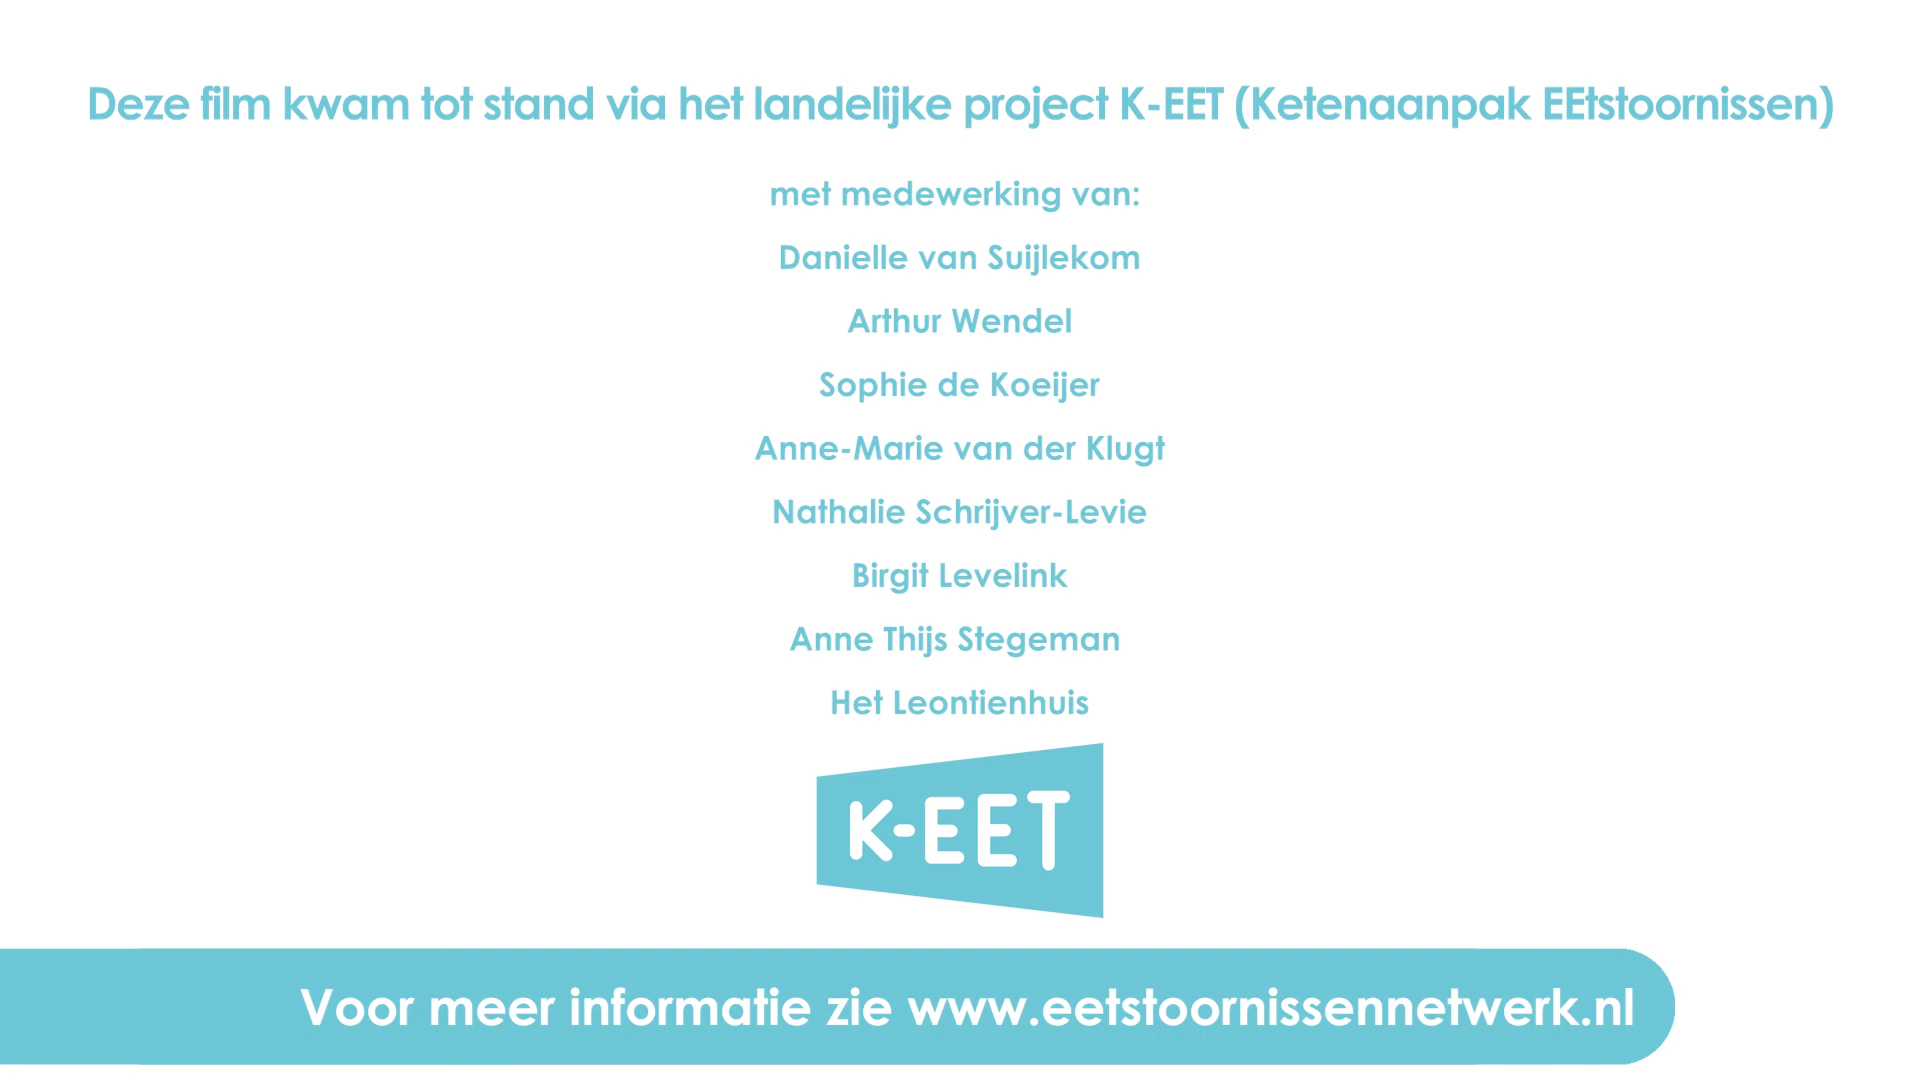 Deze film kwam tot stand via het landelijke project K-EET (Ketenaanpak EEtstoornissen)
met medewerking van:
Danielle van Suijlekom
Arthur Wendel
Sophie de Koeijer
Anne-Marie van der Klugt
Nathalie Schrijver-Levie
Birgit Levelink
Anne Thijs Stegeman
Het Leontienhuis
K-EET
Voor meer informatie zie www.eetstoornissennetwerk.nl